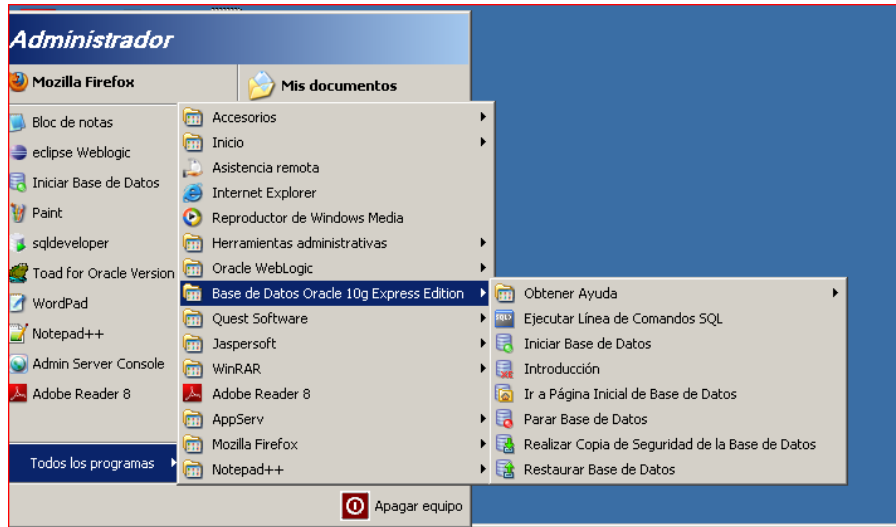 Administrador
Mozilla Firefox
Mis documentos
Bloc de notas
eclipse Weblogic
Iniciar Base de Datos
Paint
sqldeveloper
Toad for Oracle Version
WordPad
Notepad++
Admin Server Console
Adobe Reader 8
Todos los programas
Accesorios
Inicio
Asistencia remota
Internet Explorer
Reproductor de Windows Media
Herramientas administrativas
Oracle WebLogic
Base de Datos Oracle 10g Express Edition
Quest Software
Jaspersoft
WinRAR
Adobe Reader 8
AppServ
Mozilla Firefox
Notepad++
Obtener Ayuda
Ejecutar Línea de Comandos SQL
Iniciar Base de Datos
Introducción
Ir a Página Inicial de Base de Datos
Parar Base de Datos
Realizar Copia de Seguridad de la Base de Datos
Restaurar Base de Datos
Apagar equipo